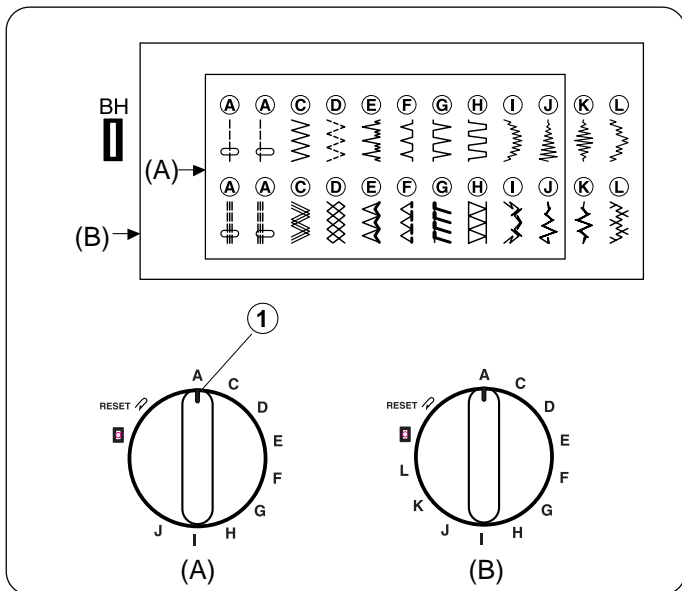 BH
A A C D E F G H I J K L
(A)
A A C D E F G H I J K L
(B)
1
A
C
D
E
F
G
H
I
J
RESET
(A)
A
C
D
E
F
G
H
I
J
K
L
RESET
(B)